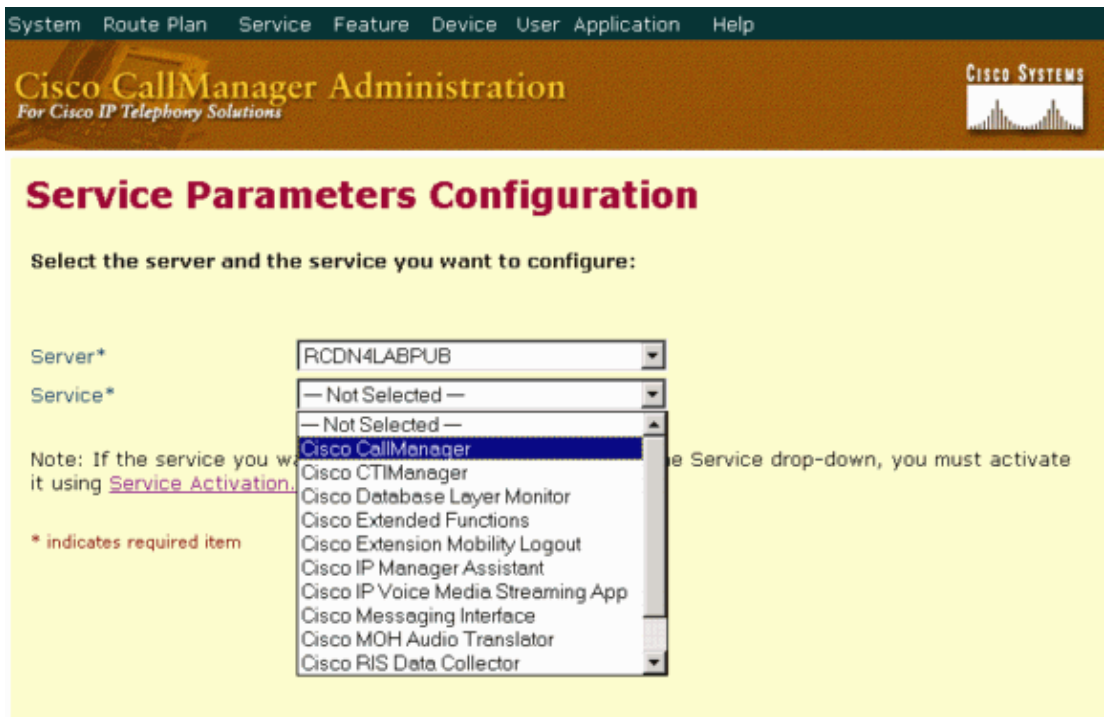 System Route Plan Service Feature Device User Application Help
Cisco CallManager Administration
For Cisco IP Telephony Solutions
CISCO SYSTEMS
Service Parameters Configuration
Select the server and the service you want to configure:
Server* RCDN4LABPUB
Service* — Not Selected —
— Not Selected —
Cisco CallManager
Cisco CTIManager
Cisco Database Layer Monitor
Cisco Extended Functions
Cisco Extension Mobility Logout
Cisco IP Manager Assistant
Cisco IP Voice Media Streaming App
Cisco Messaging Interface
Cisco MOH Audio Translator
Cisco RIS Data Collector
Note: If the service you Service drop-down, you must activate
it using Service Activation.
* indicates required item